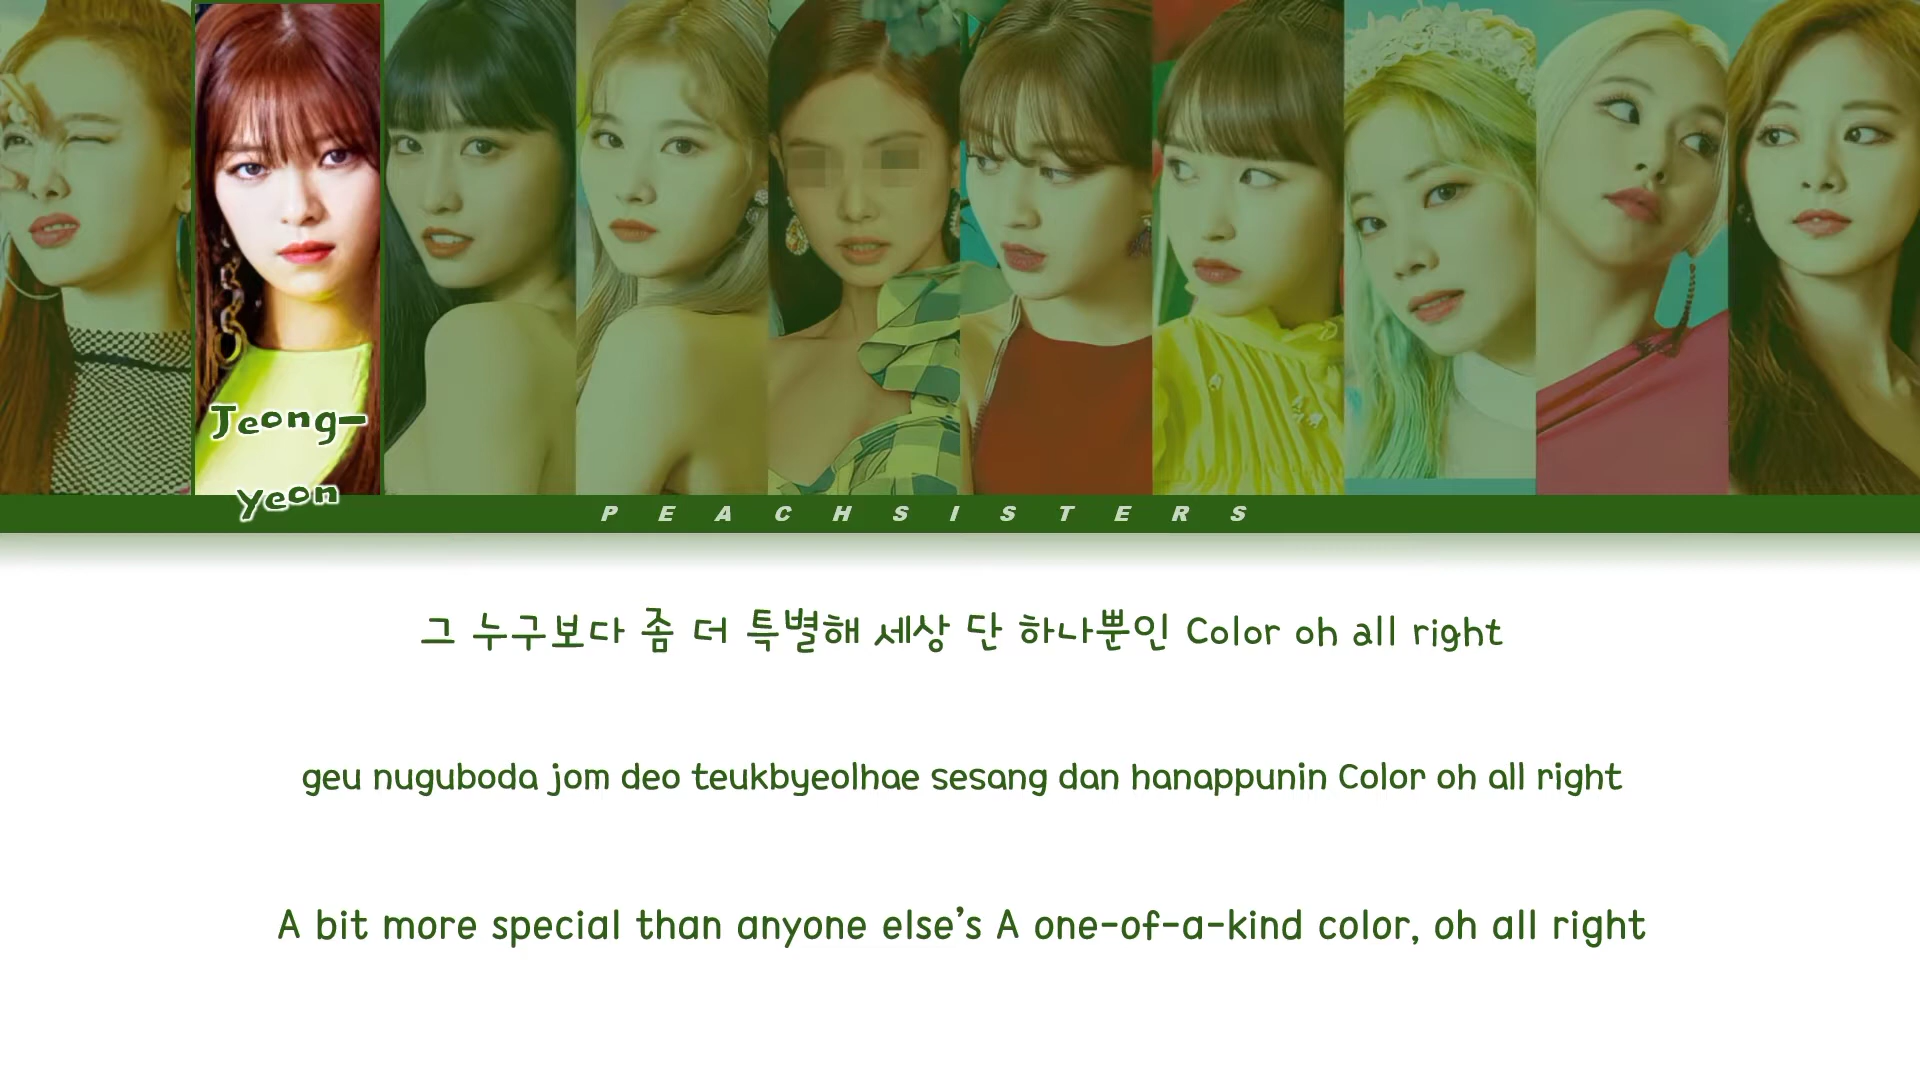 Jeong-
yeon
PEACHSISTERS
그 누구보다 좀 더 특별해 세상 단 하나뿐인 Color oh all right
geu nuguboda jom deo teukbyeolhae sesang dan hanappunin Color oh all right
A bit more special than anyone else’s A one-of-a-kind color, oh all right